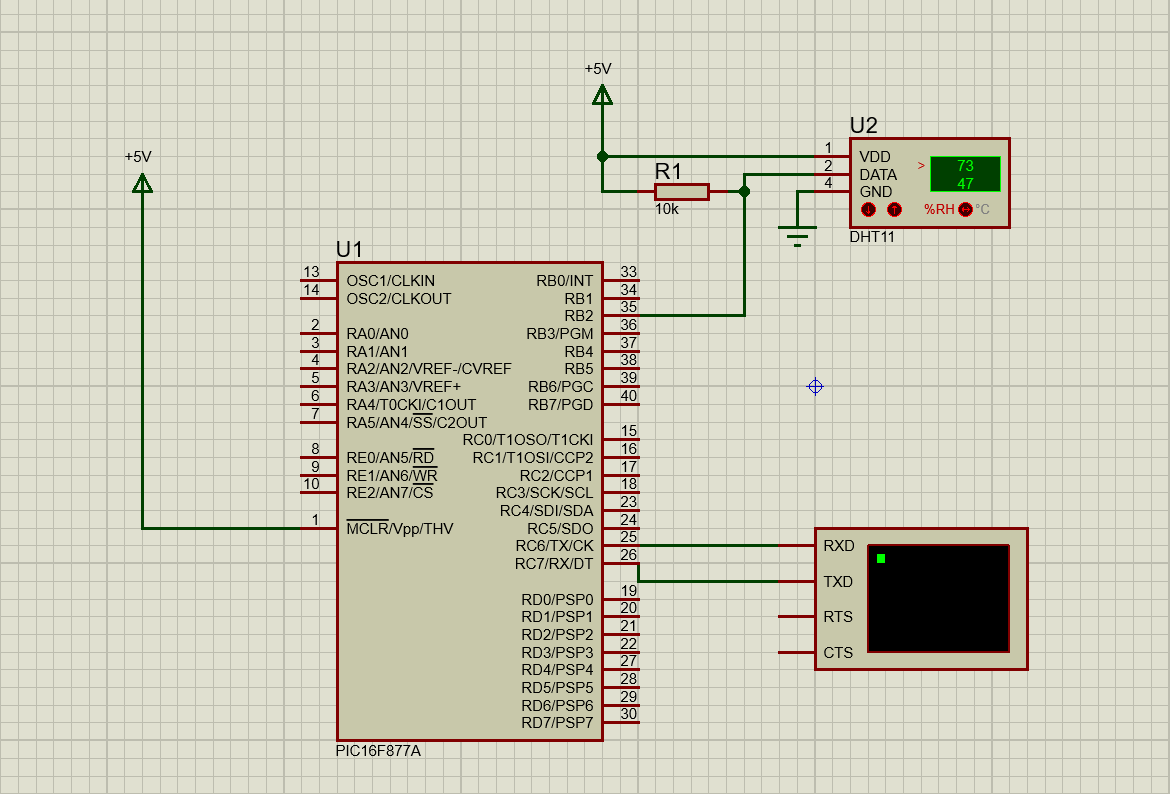 +5V
+5V
U2
1 VDD
2 DATA
4 GND
>
73
47
%RH °C
DHT11
R1
10k
U1
13 OSC1/CLKIN
14 OSC2/CLKOUT
2 RA0/AN0
3 RA1/AN1
4 RA2/AN2/VREF-/CVREF
5 RA3/AN3/VREF+
6 RA4/T0CKI/C1OUT
7 RA5/AN4/SS/C2OUT
8 RE0/AN5/RD
9 RE1/AN6/WR
10 RE2/AN7/CS
1 MCLR/Vpp/THV
RB0/INT 33
RB1 34
RB2 35
RB3/PGM 36
RB4 37
RB5 38
RB6/PGC 39
RB7/PGD 40
RC0/T1OSO/T1CKI 15
RC1/T1OSI/CCP2 16
RC2/CCP1 17
RC3/SCK/SCL 18
RC4/SDI/SDA 23
RC5/SDO 24
RC6/TX/CK 25
RC7/RX/DT 26
RD0/PSP0 19
RD1/PSP1 20
RD2/PSP2 21
RD3/PSP3 22
RD4/PSP4 27
RD5/PSP5 28
RD6/PSP6 29
RD7/PSP7 30
PIC16F877A
RXD
TXD
RTS
CTS